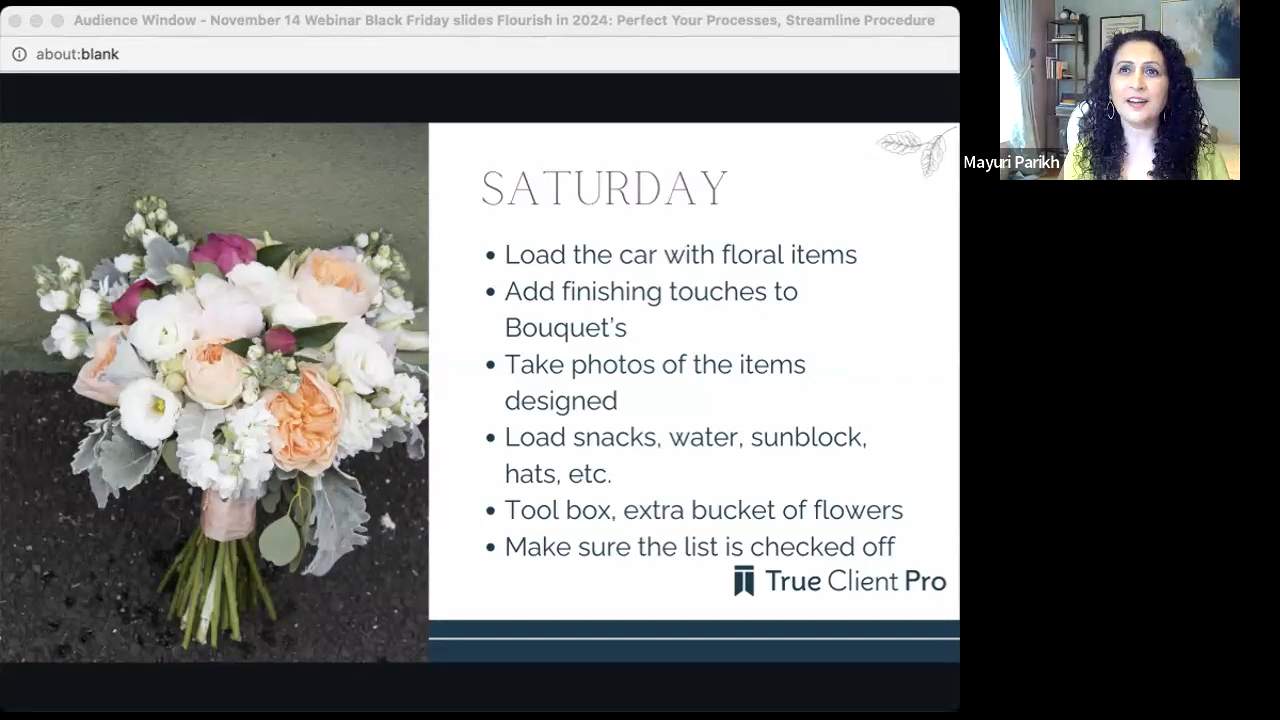 Audience Window - November 14 Webinar Black Friday slides Flourish in 2024: Perfect Your Processes, Streamline Procedure
about:blank
Mayuri Parikh
SATURDAY
• Load the car with floral items
• Add finishing touches to
Bouquet's
• Take photos of the items
designed
• Load snacks, water, sunblock,
hats, etc.
• Tool box, extra bucket of flowers
• Make sure the list is checked off
True Client Pro